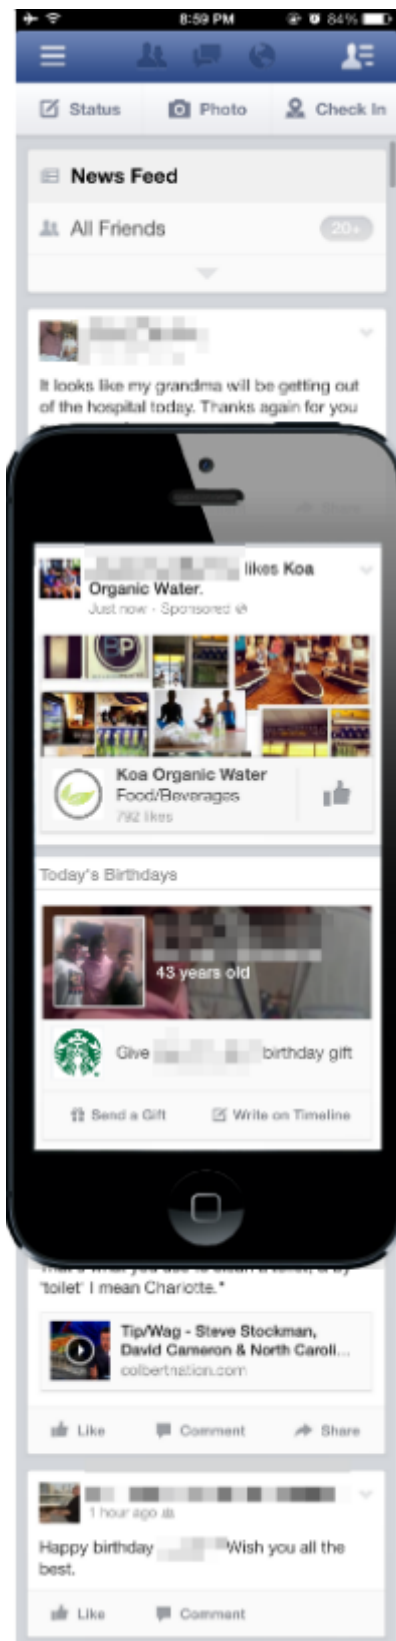 8:59 PM
84%
Status
Photo
Check In
News Feed
All Friends
20+
It looks like my grandma will be getting out
of the hospital today. Thanks again for you
Share
likes Koa
Organic Water.
Just now · Sponsored
BP
Koa Organic Water
Food/Beverages
792 likes
Today's Birthdays
43 years old
Give
birthday gift
Send a Gift
Write on Timeline
'toilet' I mean Charlotte.*
Tip/Wag - Steve Stockman,
David Cameron & North Caroli...
colbertnation.com
Like
Comment
Share
1 hour ago
Happy birthday
Wish you all the
best.
Like
Comment